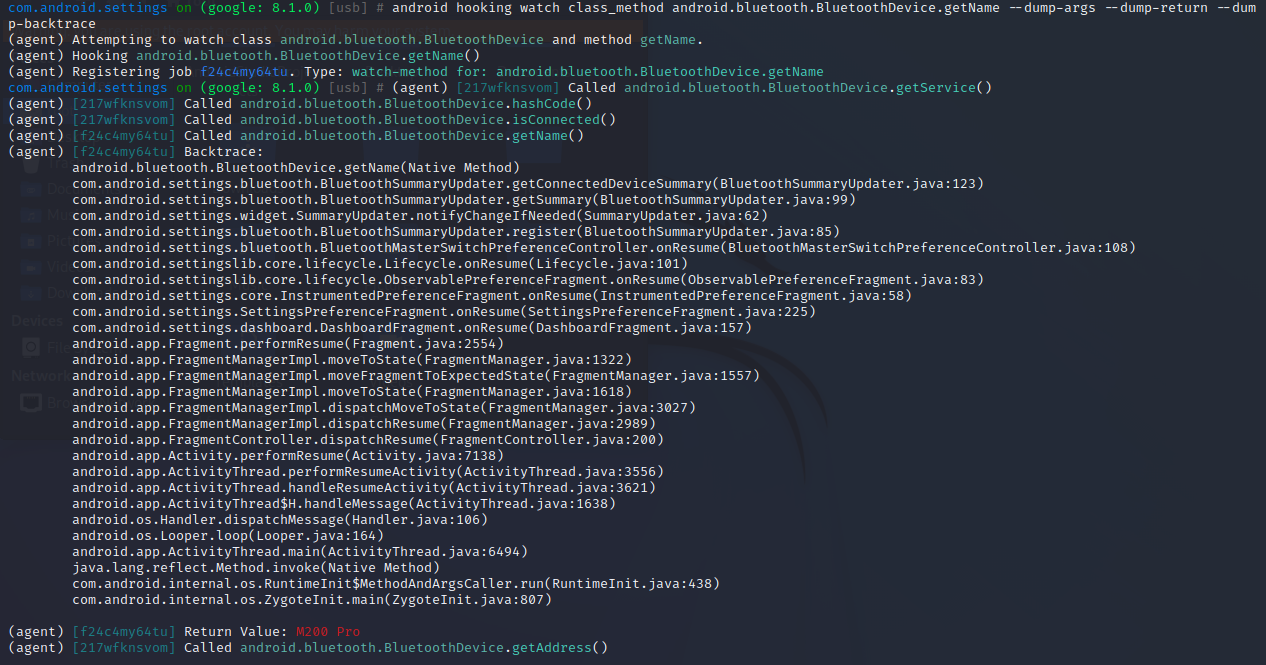 com.android.settings on (google: 8.1.0) [usb] # android hooking watch class_method android.bluetooth.BluetoothDevice.getName --dump-args --dump-return --dum
p-backtrace
(agent) Attempting to watch class android.bluetooth.BluetoothDevice and method getName.
(agent) Hooking android.bluetooth.BluetoothDevice.getName()
(agent) Registering job f24c4my64tu. Type: watch-method for: android.bluetooth.BluetoothDevice.getName
com.android.settings on (google: 8.1.0) [usb] # (agent) [217wfknsvom] Called android.bluetooth.BluetoothDevice.getService()
(agent) [217wfknsvom] Called android.bluetooth.BluetoothDevice.hashCode()
(agent) [217wfknsvom] Called android.bluetooth.BluetoothDevice.isConnected()
(agent) [f24c4my64tu] Called android.bluetooth.BluetoothDevice.getName()
(agent) [f24c4my64tu] Backtrace:
android.bluetooth.BluetoothDevice.getName(Native Method)
com.android.settings.bluetooth.BluetoothSummaryUpdater.getConnectedDeviceSummary(BluetoothSummaryUpdater.java:123)
com.android.settings.bluetooth.BluetoothSummaryUpdater.getSummary(BluetoothSummaryUpdater.java:99)
com.android.settings.widget.SummaryUpdater.notifyChangeIfNeeded(SummaryUpdater.java:62)
com.android.settings.bluetooth.BluetoothSummaryUpdater.register(BluetoothSummaryUpdater.java:85)
com.android.settings.bluetooth.BluetoothMasterSwitchPreferenceController.onResume(BluetoothMasterSwitchPreferenceController.java:108)
com.android.settingslib.core.lifecycle.Lifecycle.onResume(Lifecycle.java:101)
com.android.settingslib.core.lifecycle.ObservablePreferenceFragment.onResume(ObservablePreferenceFragment.java:83)
com.android.settings.core.InstrumentedPreferenceFragment.onResume(InstrumentedPreferenceFragment.java:58)
com.android.settings.SettingsPreferenceFragment.onResume(SettingsPreferenceFragment.java:225)
com.android.settings.dashboard.DashboardFragment.onResume(DashboardFragment.java:157)
android.app.Fragment.performResume(Fragment.java:2554)
android.app.FragmentManagerImpl.moveToState(FragmentManager.java:1322)
android.app.FragmentManagerImpl.moveFragmentToExpectedState(FragmentManager.java:1557)
android.app.FragmentManagerImpl.moveToState(FragmentManager.java:1618)
android.app.FragmentManagerImpl.dispatchMoveToState(FragmentManager.java:3027)
android.app.FragmentManagerImpl.dispatchResume(FragmentManager.java:2989)
android.app.FragmentController.dispatchResume(FragmentController.java:200)
android.app.Activity.performResume(Activity.java:7138)
android.app.ActivityThread.performResumeActivity(ActivityThread.java:3556)
android.app.ActivityThread.handleResumeActivity(ActivityThread.java:3621)
android.app.ActivityThread$H.handleMessage(ActivityThread.java:1638)
android.os.Handler.dispatchMessage(Handler.java:106)
android.os.Looper.loop(Looper.java:164)
android.app.ActivityThread.main(ActivityThread.java:6494)
java.lang.reflect.Method.invoke(Native Method)
com.android.internal.os.RuntimeInit$MethodAndArgsCaller.run(RuntimeInit.java:438)
com.android.internal.os.ZygoteInit.main(ZygoteInit.java:807)
(agent) [f24c4my64tu] Return Value: M200 Pro
(agent) [217wfknsvom] Called android.bluetooth.BluetoothDevice.getAddress()
Devices